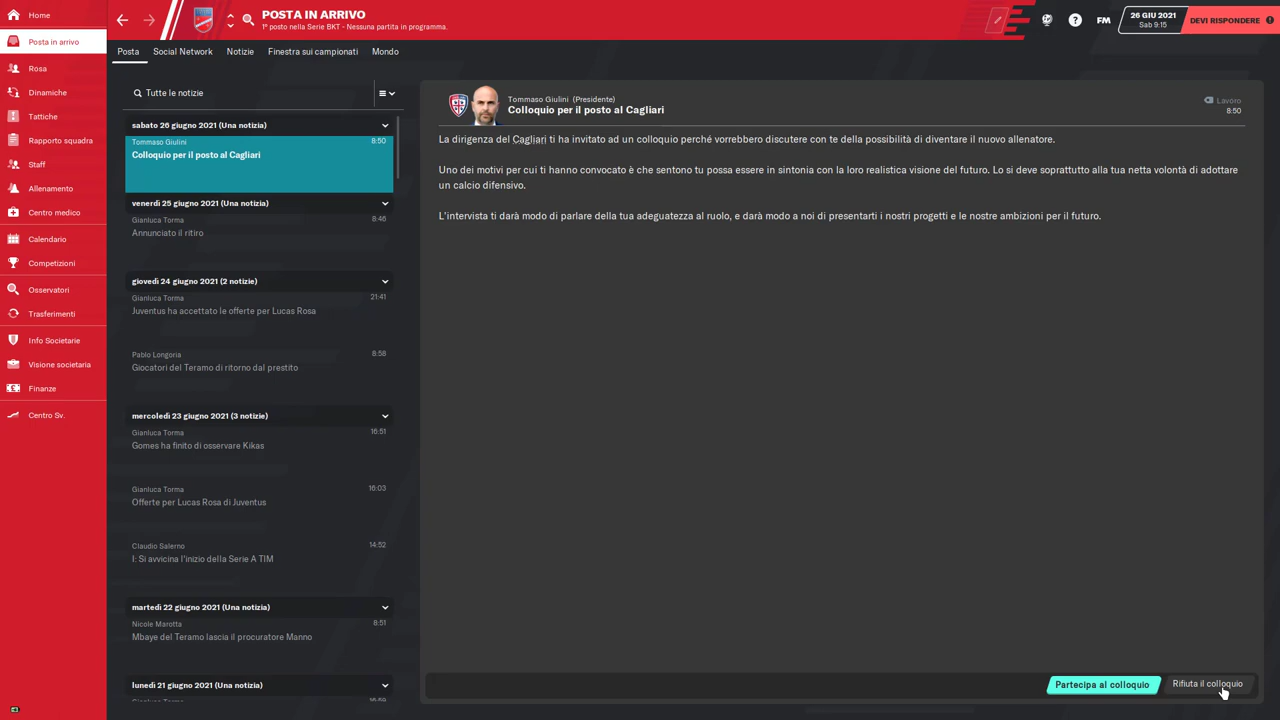 Home
Posta in arrivo
Rosa
Dinamiche
Tattiche
Rapporto squadra
Staff
Allenamento
Centro medico
Calendario
Competizioni
Osservatori
Trasferimenti
Info Societarie
Visione societaria
Finanze
Centro Sv.
POSTA IN ARRIVO
1° posto nella Serie BKT - Nessuna partita in programma.
FM
26 GIU 2021
Sab 9:15
DEVI RISPONDERE
Posta
Social Network
Notizie
Finestra sui campionati
Mondo
Tutte le notizie
sabato 26 giugno 2021 (Una notizia)
Tommaso Giulini 8:50
Colloquio per il posto al Cagliari
venerdì 25 giugno 2021 (Una notizia)
Gianluca Torma 8:46
Annunciato il ritiro
giovedì 24 giugno 2021 (2 notizie)
Gianluca Torma 21:41
Juventus ha accettato le offerte per Lucas Rosa
Pablo Longoria 8:58
Giocatori del Teramo di ritorno dal prestito
mercoledì 23 giugno 2021 (3 notizie)
Gianluca Torma 16:51
Gomes ha finito di osservare Kikas
Gianluca Torma 16:03
Offerte per Lucas Rosa di Juventus
Claudio Salerno 14:52
I: Si avvicina l'inizio della Serie A TIM
martedì 22 giugno 2021 (Una notizia)
Nicole Marotta 8:51
Mbaye del Teramo lascia il procuratore Manno
lunedì 21 giugno 2021 (Una notizia)
Tommaso Giulini (Presidente)
Colloquio per il posto al Cagliari
Lavoro
8:50
La dirigenza del Cagliari ti ha invitato ad un colloquio perché vorrebbero discutere con te della possibilità di diventare il nuovo allenatore.
Uno dei motivi per cui ti hanno convocato è che sentono tu possa essere in sintonia con la loro realistica visione del futuro. Lo si deve soprattutto alla tua netta volontà di adottare
un calcio difensivo.
L'intervista ti darà modo di parlare della tua adeguatezza al ruolo, e darà modo a noi di presentarti i nostri progetti e le nostre ambizioni per il futuro.
Partecipa al colloquio
Rifiuta il colloquio